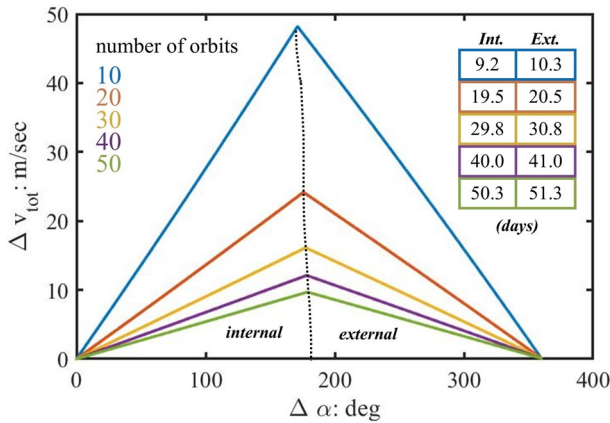 50
40
30
20
10
0
Δ v_tot : m/sec
number of orbits
10
20
30
40
50
Int. Ext.
9.2 10.3
19.5 20.5
29.8 30.8
40.0 41.0
50.3 51.3
(days)
internal external
0 100 200 300 400
Δ α: deg